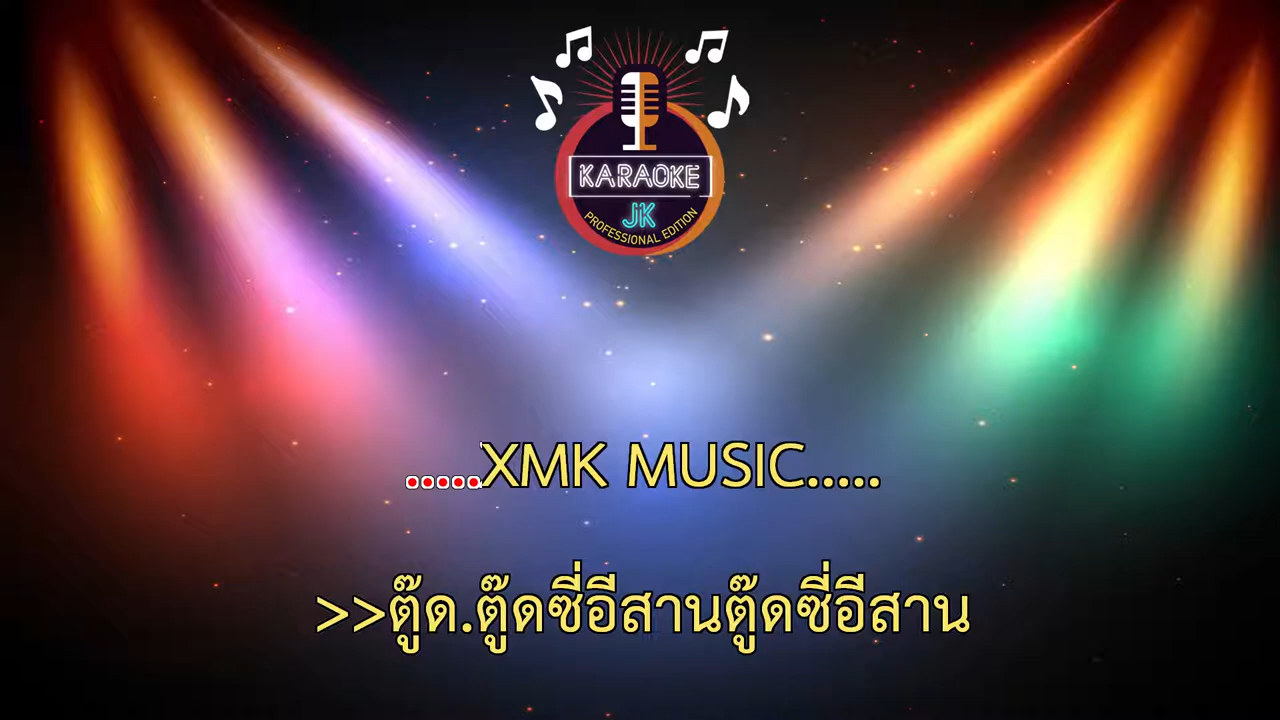 KARAOKE
JK
PROFESSIONAL EDITION
.....XMK MUSIC.....
>>ตู๊ด.ตู๊ดซี่อีสานตู๊ดซี่อีสาน